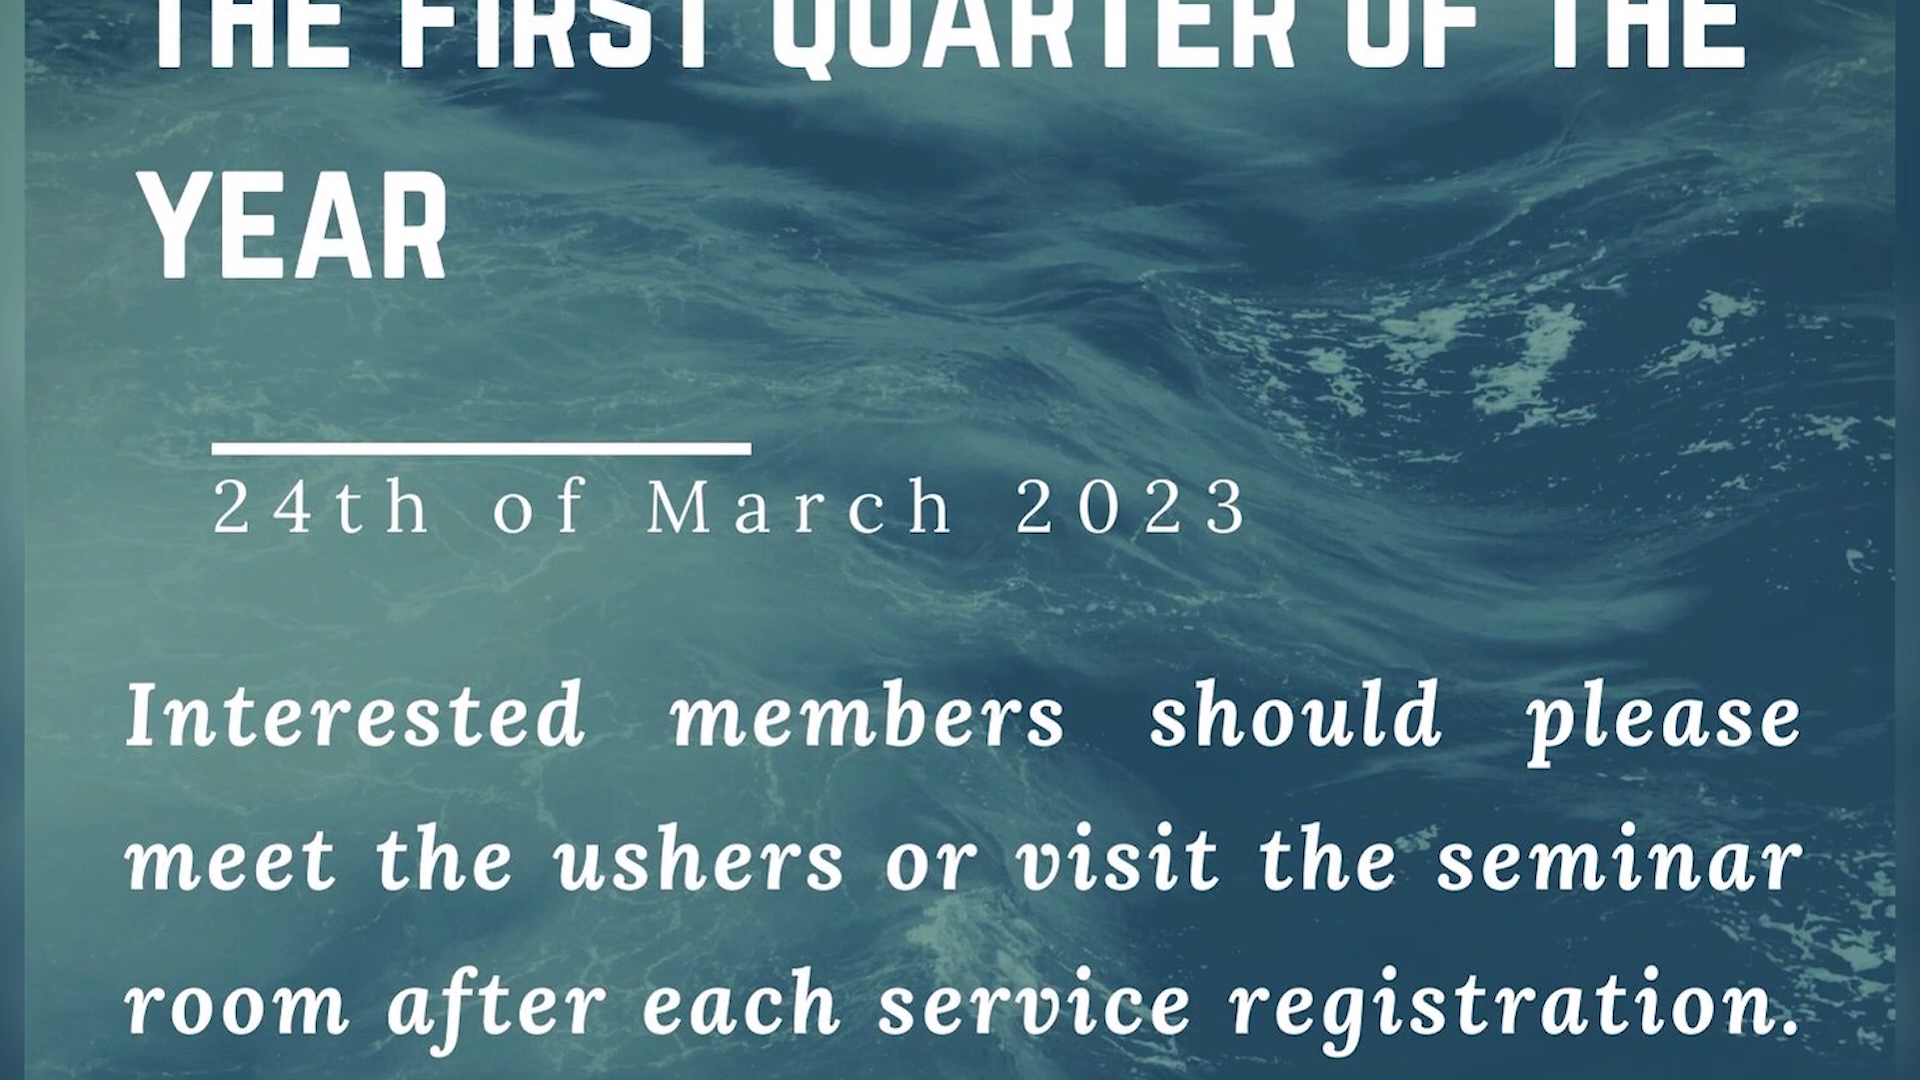 THE FIRST QUARTER OF THE
YEAR
24th of March 2023
Interested members should please
meet the ushers or visit the seminar
room after each service registration.